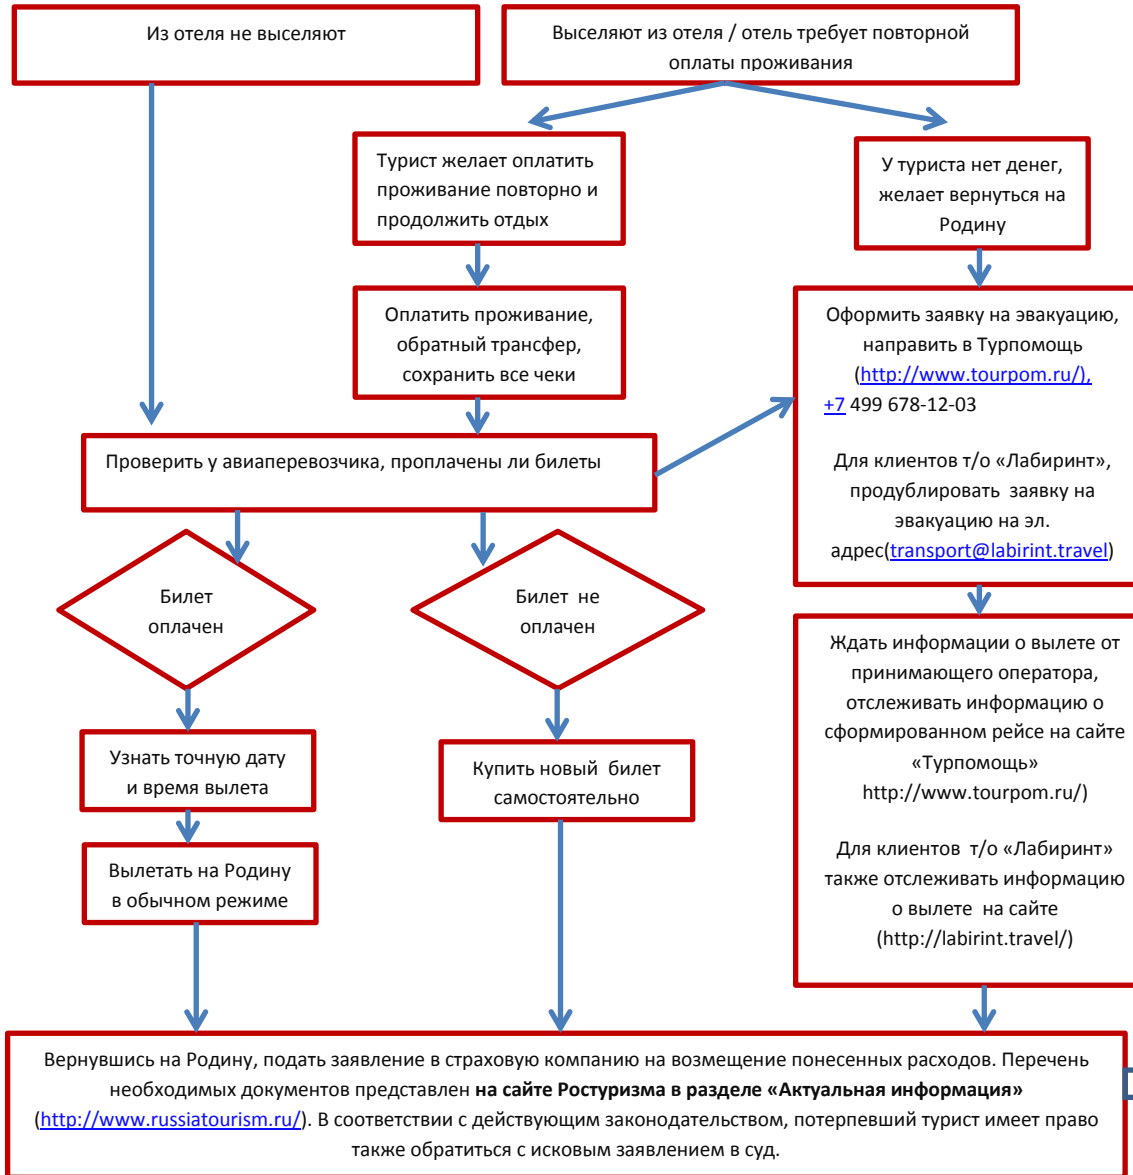 Из отеля не выселяют
Выселяют из отеля / отель требует повторной
оплаты проживания
Турист желает оплатить
проживание повторно и
продолжить отдых
У туриста нет денег,
желает вернуться на
Родину
Оплатить проживание,
обратный трансфер,
сохранить все чеки
Оформить заявку на эвакуацию,
направить в Турпомощь
(http://www.tourpom.ru/),
+7 499 678-12-03
Для клиентов т/о «Лабиринт»,
продублировать заявку на
эвакуацию на эл.
адрес(transport@labirint.travel)
Проверить у авиаперевозчика, проплачены ли билеты
Билет
оплачен
Билет не
оплачен
Ждать информации о вылете от
принимающего оператора,
отслеживать информацию о
сформированном рейсе на сайте
«Турпомощь»
http://www.tourpom.ru/)
Для клиентов т/о «Лабиринт»
также отслеживать информацию
о вылете на сайте
(http://labirint.travel/)
Узнать точную дату
и время вылета
Купить новый билет
самостоятельно
Вылетать на Родину
в обычном режиме
Вернувшись на Родину, подать заявление в страховую компанию на возмещение понесенных расходов. Перечень
необходимых документов представлен на сайте Ростуризма в разделе «Актуальная информация»
(http://www.russiatourism.ru/). В соответствии с действующим законодательством, потерпевший турист имеет право
также обратиться с исковым заявлением в суд.